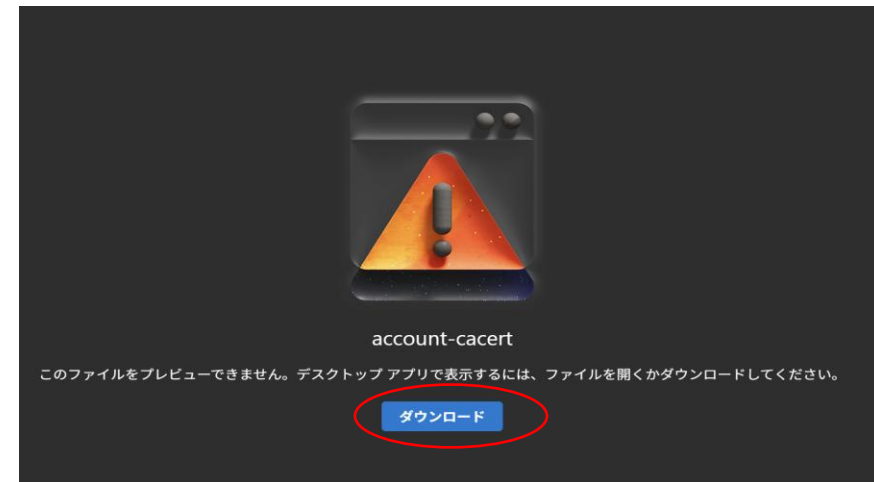 account-cacert
このファイルをプレビューできません。デスクトップ アプリで表示するには、ファイルを開くかダウンロードしてください。
ダウンロード